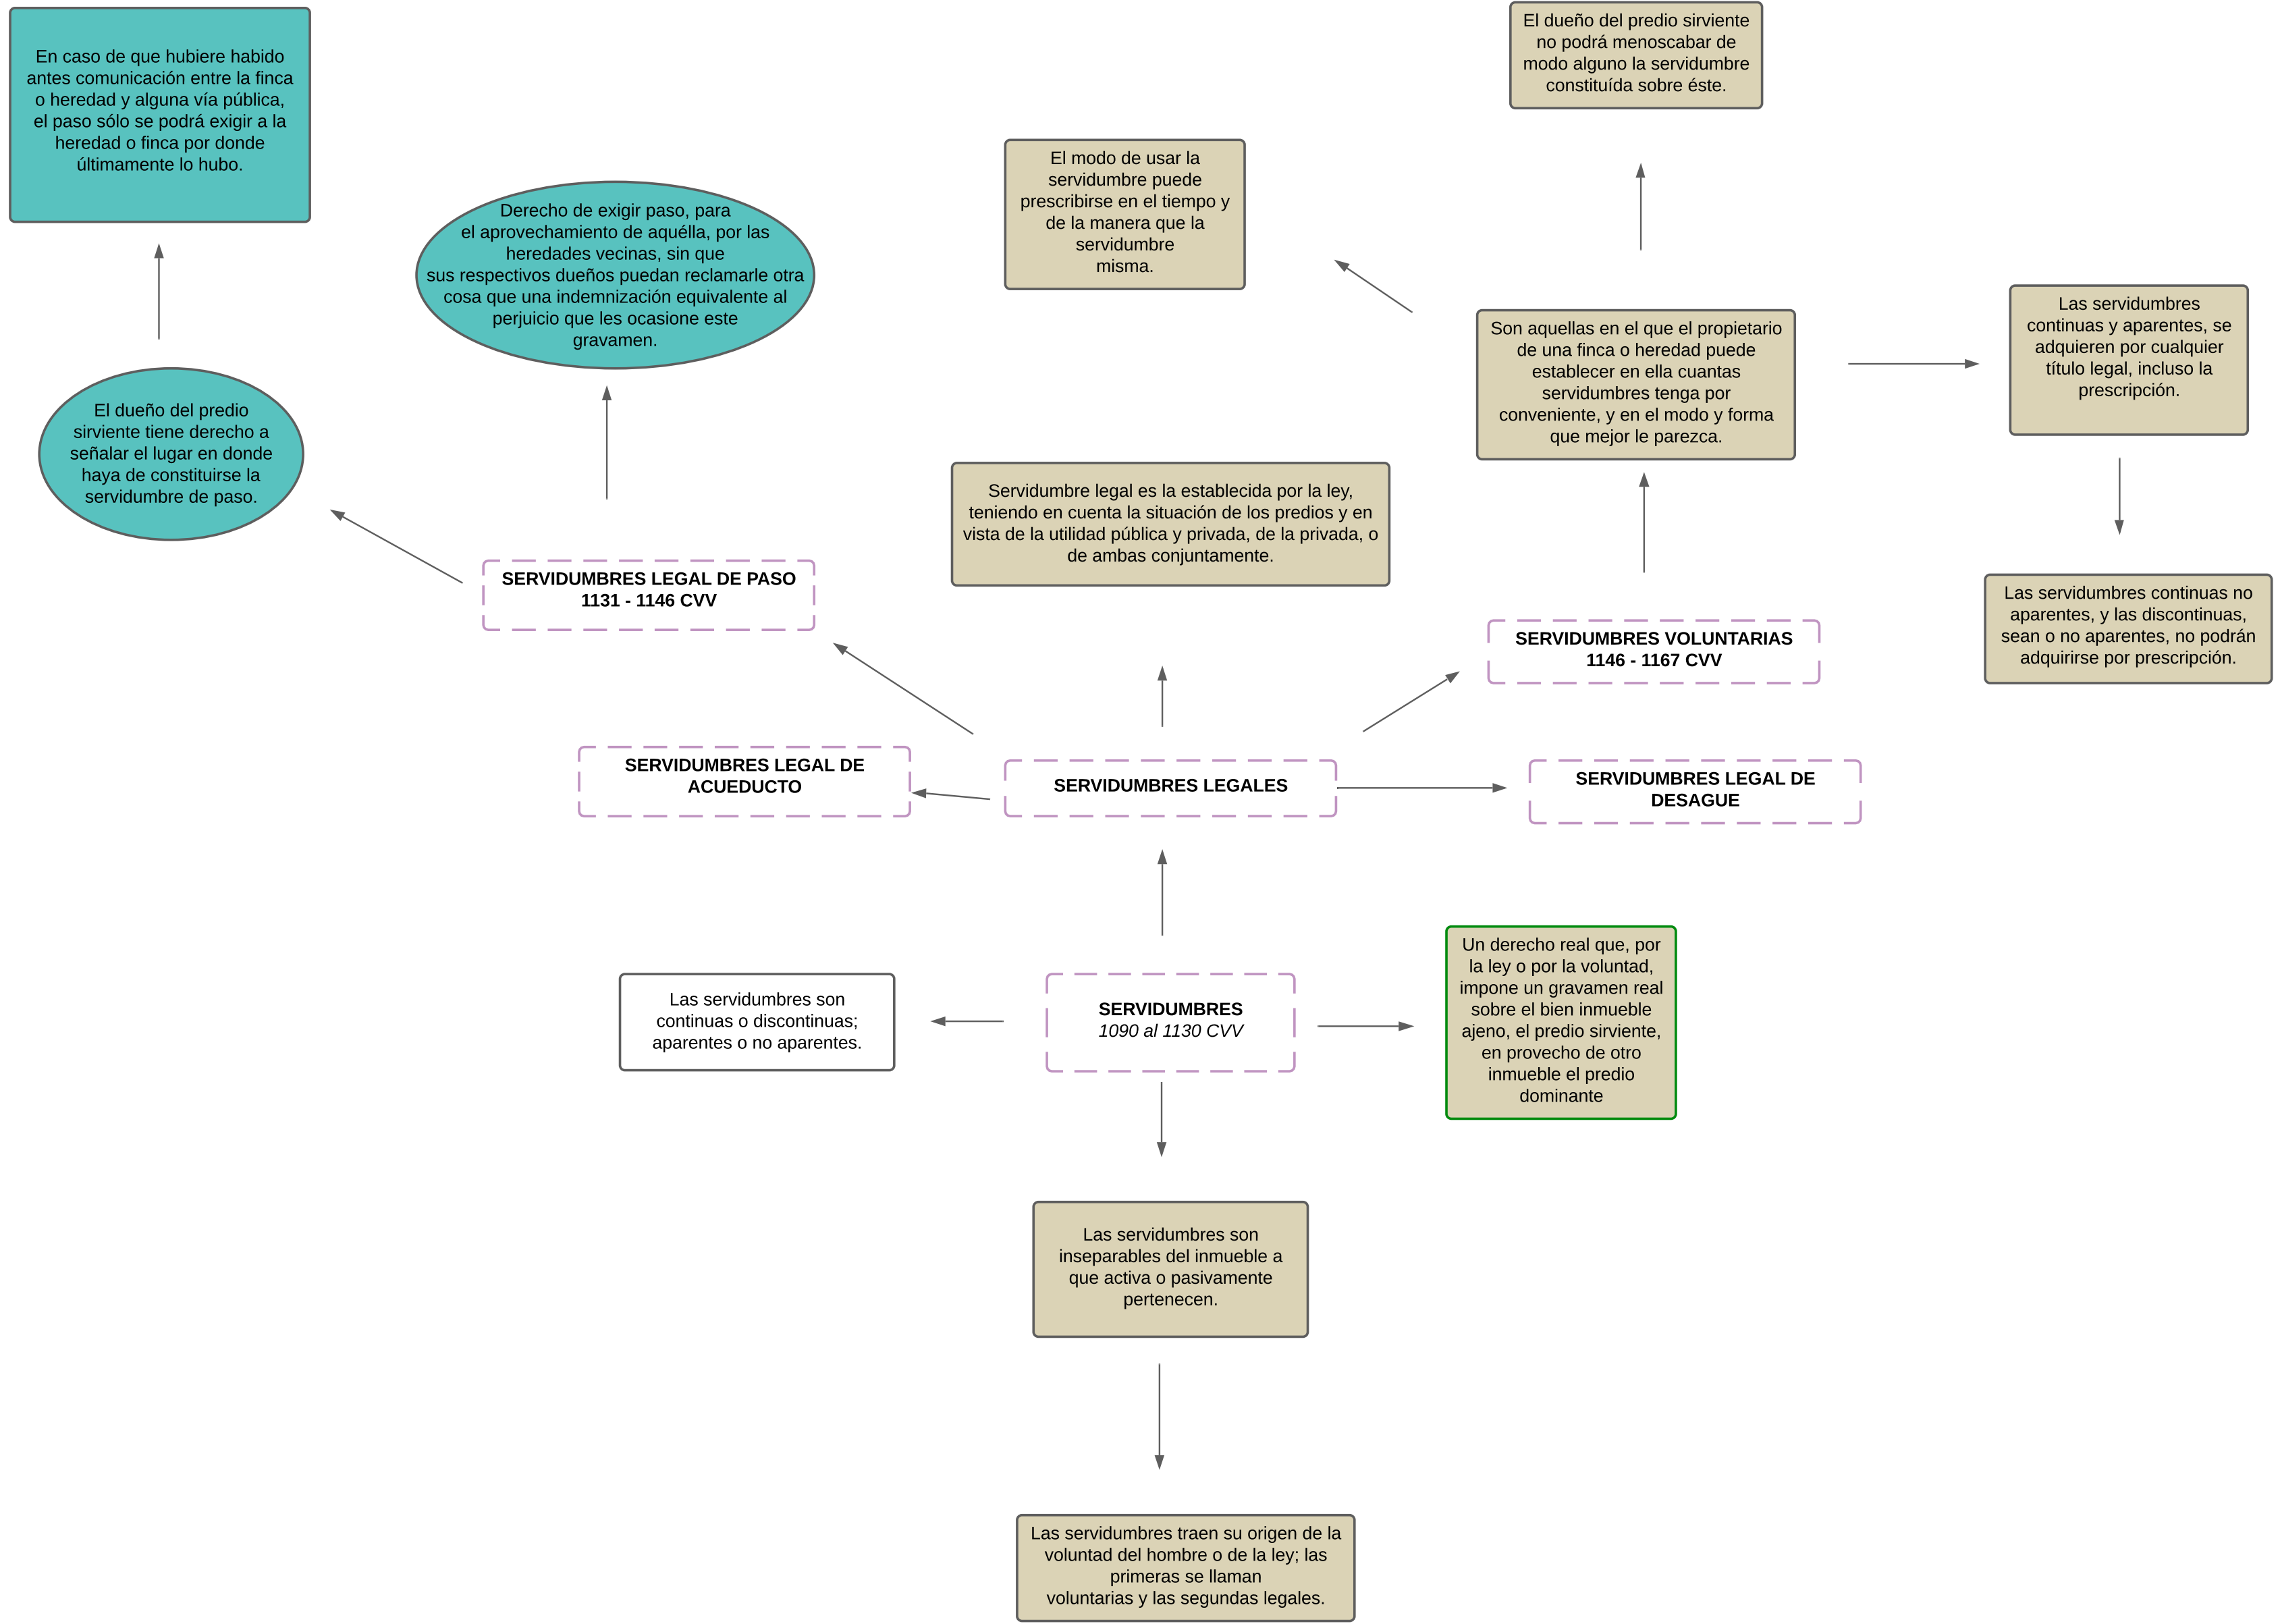 En caso de que hubiere habido
antes comunicación entre la finca
o heredad y alguna vía pública,
el paso sólo se podrá exigir a la
heredad o finca por donde
últimamente lo hubo.
El dueño del predio sirviente
no podrá menoscabar de
modo alguno la servidumbre
constituída sobre éste.
El modo de usar la
servidumbre puede
prescribirse en el tiempo y
de la manera que la
servidumbre
misma.
Derecho de exigir paso, para
el aprovechamiento de aquélla, por las
heredades vecinas, sin que
sus respectivos dueños puedan reclamarle otra
cosa que una indemnización equivalente al
perjuicio que les ocasione este
gravamen.
Las servidumbres
continuas y aparentes, se
adquieren por cualquier
título legal, incluso la
prescripción.
Son aquellas en el que el propietario
de una finca o heredad puede
establecer en ella cuantas
servidumbres tenga por
conveniente, y en el modo y forma
que mejor le parezca.
El dueño del predio
sirviente tiene derecho a
señalar el lugar en donde
haya de constituirse la
servidumbre de paso.
Servidumbre legal es la establecida por la ley,
teniendo en cuenta la situación de los predios y en
vista de la utilidad pública y privada, de la privada, o
de ambas conjuntamente.
SERVIDUMBRES LEGAL DE PASO
1131 - 1146 CVV
Las servidumbres continuas no
aparentes, y las discontinuas,
sean o no aparentes, no podrán
adquirirse por prescripción.
SERVIDUMBRES VOLUNTARIAS
1146 - 1167 CVV
SERVIDUMBRES LEGAL DE
ACUEDUCTO
SERVIDUMBRES LEGALES
SERVIDUMBRES LEGAL DE
DESAGUE
Las servidumbres son
continuas o discontinuas;
aparentes o no aparentes.
SERVIDUMBRES
1090 al 1130 CVV
Un derecho real que, por
la ley o por la voluntad,
impone un gravamen real
sobre el bien inmueble
ajeno, el predio sirviente,
en provecho de otro
inmueble el predio
dominante
Las servidumbres son
inseparables del inmueble a
que activa o pasivamente
pertenecen.
Las servidumbres traen su origen de la
voluntad del hombre o de la ley; las
primeras se llaman
voluntarias y las segundas legales.